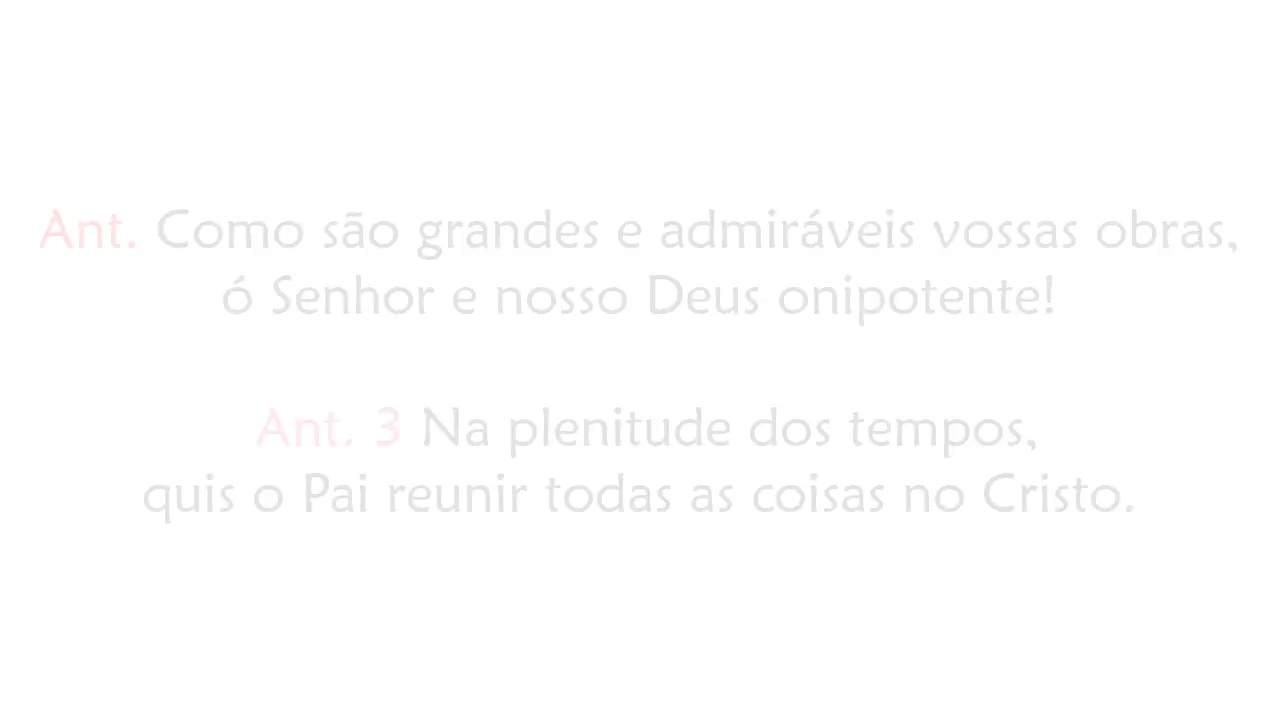 Ant. Como são grandes e admiráveis vossas obras,
ó Senhor e nosso Deus onipotente!
Ant. 3 Na plenitude dos tempos,
quis o Pai reunir todas as coisas no Cristo.